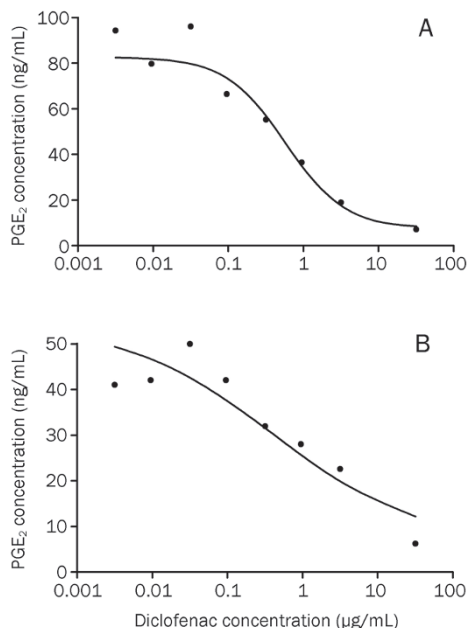 A
PGE₂ concentration (ng/mL)
100
80
60
40
20
0
0.001 0.01 0.1 1 10 100
B
PGE₂ concentration (ng/mL)
50
40
30
20
10
0
0.001 0.01 0.1 1 10 100
Diclofenac concentration (µg/mL)